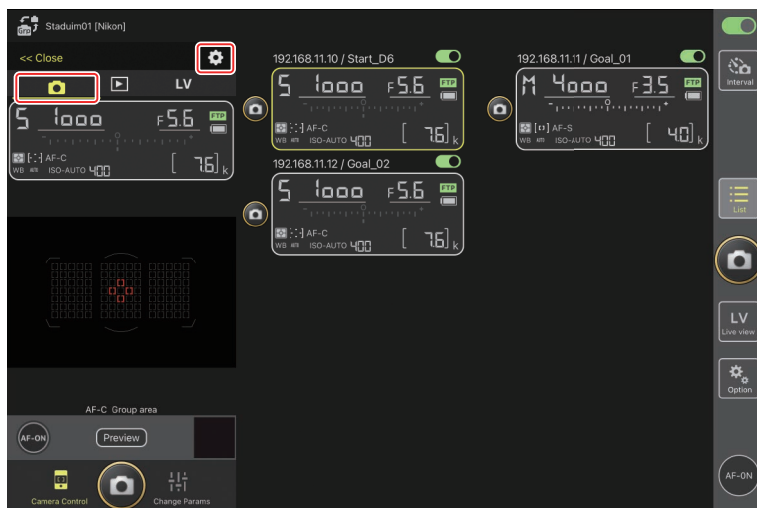 Grp
Staduim01 [Nikon]
<< Close
LV
S 1000 F5.6 FTP
[·:·] AF-C
WB ISO-AUTO 400 [ 7.6] k
AF-C Group area
AF-ON
Preview
Camera Control
Change Params
192.168.11.10 / Start_D6
S 1000 F5.6 FTP
AF-C
WB ISO-AUTO 400 [ 7.6] k
192.168.11.11 / Goal_01
M 4000 F3.5 FTP
AF-S
WB ISO-AUTO 400 [ 4.0] k
192.168.11.12 / Goal_02
S 1000 F5.6 FTP
AF-C
WB ISO-AUTO 400 [ 7.6] k
Interval
List
LV
Live view
Option
AF-ON